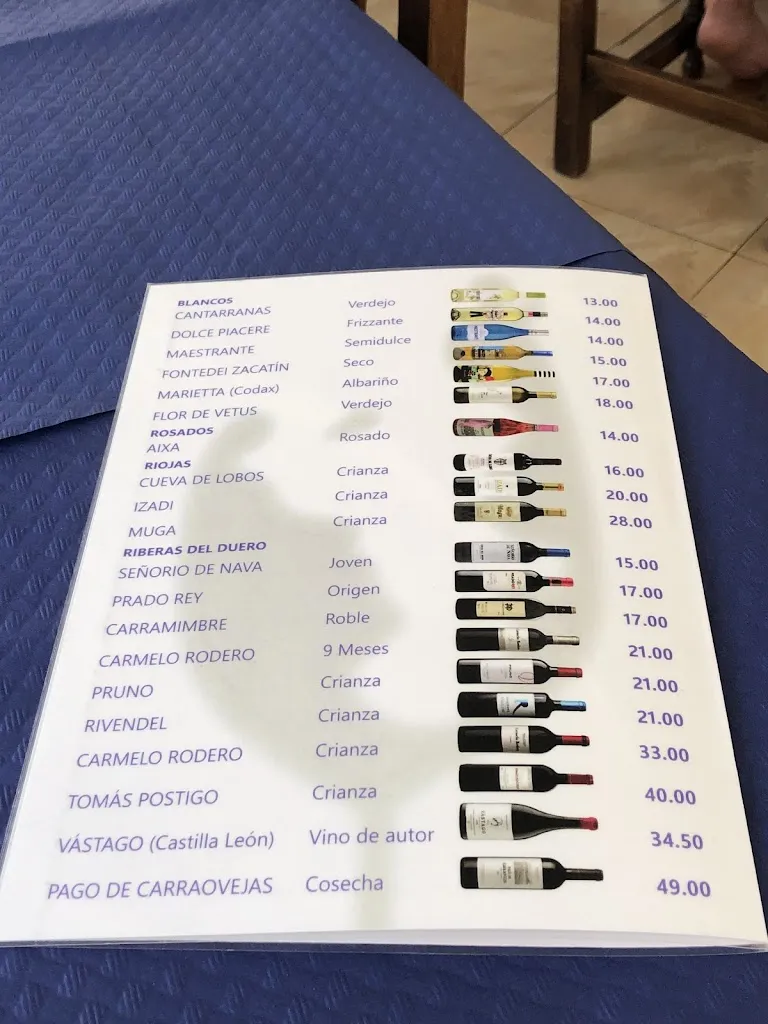 BLANCOS
CANTARRANAS Verdejo 13.00
DOLCE PIACERE Frizzante 14.00
MAESTRANTE Semidulce 14.00
FONTEDEI ZACATÍN Seco 15.00
MARIETTA (Codax) Albariño 17.00
FLOR DE VETUS Verdejo 18.00
ROSADOS
AIXA Rosado 14.00
RIOJAS
CUEVA DE LOBOS Crianza 16.00
IZADI Crianza 20.00
MUGA Crianza 28.00
RIBERAS DEL DUERO
SEÑORIO DE NAVA Joven 15.00
PRADO REY Origen 17.00
CARRAMIMBRE Roble 17.00
CARMELO RODERO 9 Meses 21.00
PRUNO Crianza 21.00
RIVENDEL Crianza 21.00
CARMELO RODERO Crianza 33.00
TOMÁS POSTIGO Crianza 40.00
VÁSTAGO (Castilla León) Vino de autor 34.50
PAGO DE CARRAOVEJAS Cosecha 49.00